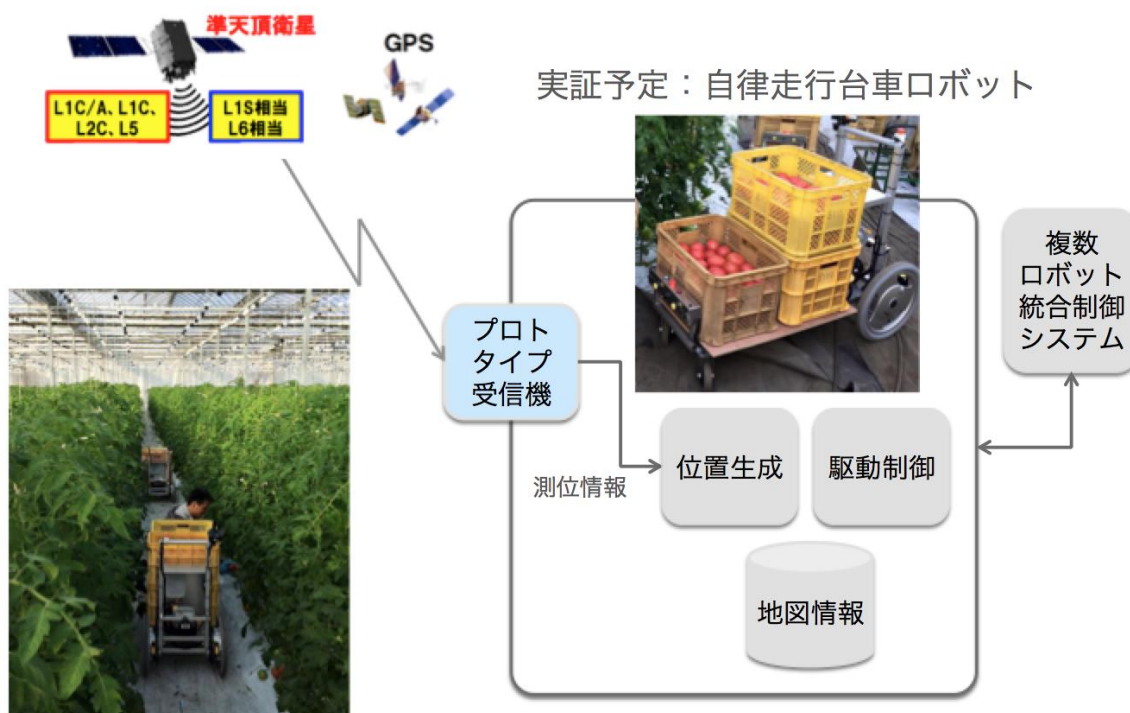 準天頂衛星
GPS
L1C/A、L1C、
L2C、L5
L1S相当
L6相当
実証予定：自律走行台車ロボット
複数
ロボット
統合制御
システム
プロト
タイプ
受信機
測位情報
位置生成
駆動制御
地図情報